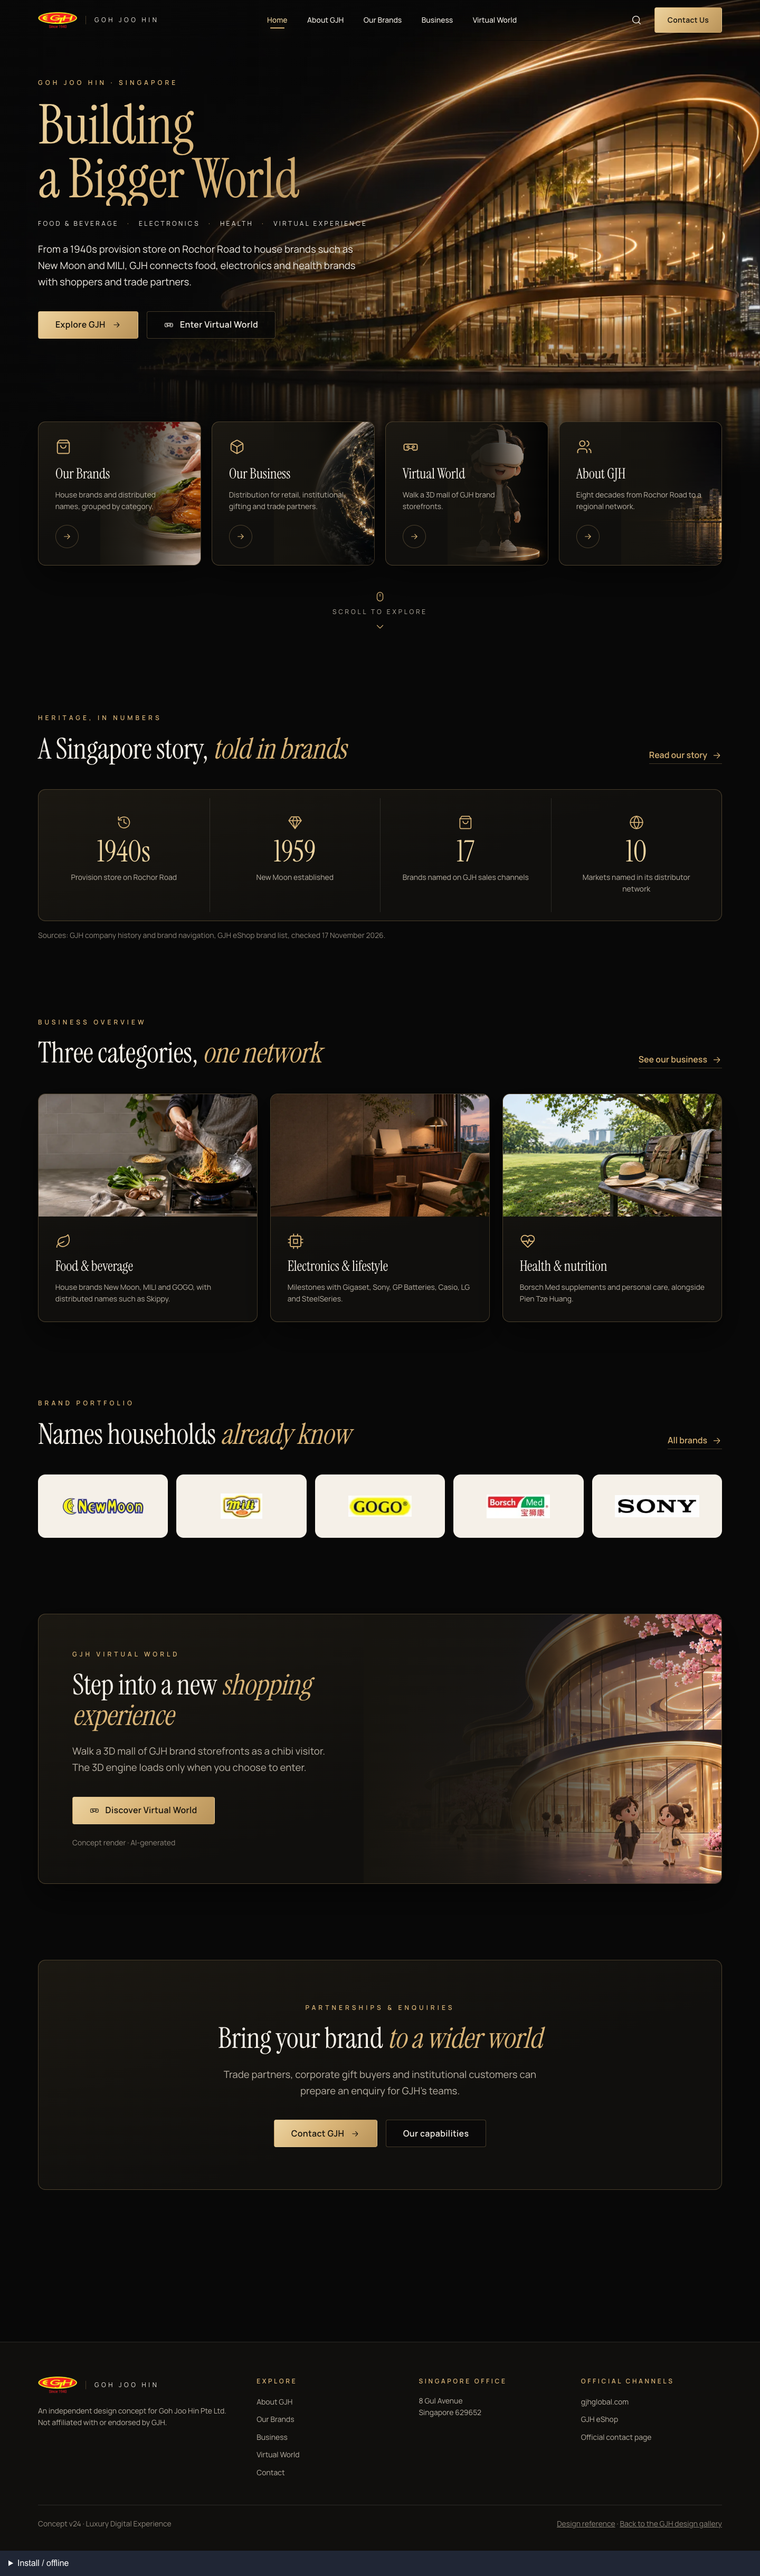 GJH
Since 1940
GOH JOO HIN
Home
About GJH
Our Brands
Business
Virtual World
Contact Us
GOH JOO HIN · SINGAPORE
Building
a Bigger World
FOOD & BEVERAGE · ELECTRONICS · HEALTH · VIRTUAL EXPERIENCE
From a 1940s provision store on Rochor Road to house brands such as
New Moon and MILI, GJH connects food, electronics and health brands
with shoppers and trade partners.
Explore GJH →
Enter Virtual World
Our Brands
House brands and distributed
names, grouped by category.
→
Our Business
Distribution for retail, institutional,
gifting and trade partners.
→
Virtual World
Walk a 3D mall of GJH brand
storefronts.
→
About GJH
Eight decades from Rochor Road to a
regional network.
→
SCROLL TO EXPLORE
HERITAGE, IN NUMBERS
A Singapore story, told in brands
Read our story →
1940s
Provision store on Rochor Road
1959
New Moon established
17
Brands named on GJH sales channels
10
Markets named in its distributor
network
Sources: GJH company history and brand navigation, GJH eShop brand list, checked 17 November 2026.
BUSINESS OVERVIEW
Three categories, one network
See our business →
Food & beverage
House brands New Moon, MILI and GOGO, with
distributed names such as Skippy.
Electronics & lifestyle
Milestones with Gigaset, Sony, GP Batteries, Casio, LG
and SteelSeries.
Health & nutrition
Borsch Med supplements and personal care, alongside
Pien Tze Huang.
BRAND PORTFOLIO
Names households already know
All brands →
NewMoon
mili
GOGO®
Borsch Med
宝船康
SONY
GJH VIRTUAL WORLD
Step into a new shopping
experience
Walk a 3D mall of GJH brand storefronts as a chibi visitor.
The 3D engine loads only when you choose to enter.
Discover Virtual World
Concept render · AI-generated
PARTNERSHIPS & ENQUIRIES
Bring your brand to a wider world
Trade partners, corporate gift buyers and institutional customers can
prepare an enquiry for GJH's teams.
Contact GJH →
Our capabilities
GJH
GOH JOO HIN
An independent design concept for Goh Joo Hin Pte Ltd.
Not affiliated with or endorsed by GJH.
EXPLORE
About GJH
Our Brands
Business
Virtual World
Contact
SINGAPORE OFFICE
8 Gul Avenue
Singapore 629652
OFFICIAL CHANNELS
gjhglobal.com
GJH eShop
Official contact page
Concept v24 · Luxury Digital Experience
Design reference · Back to the GJH design gallery
Install / offline